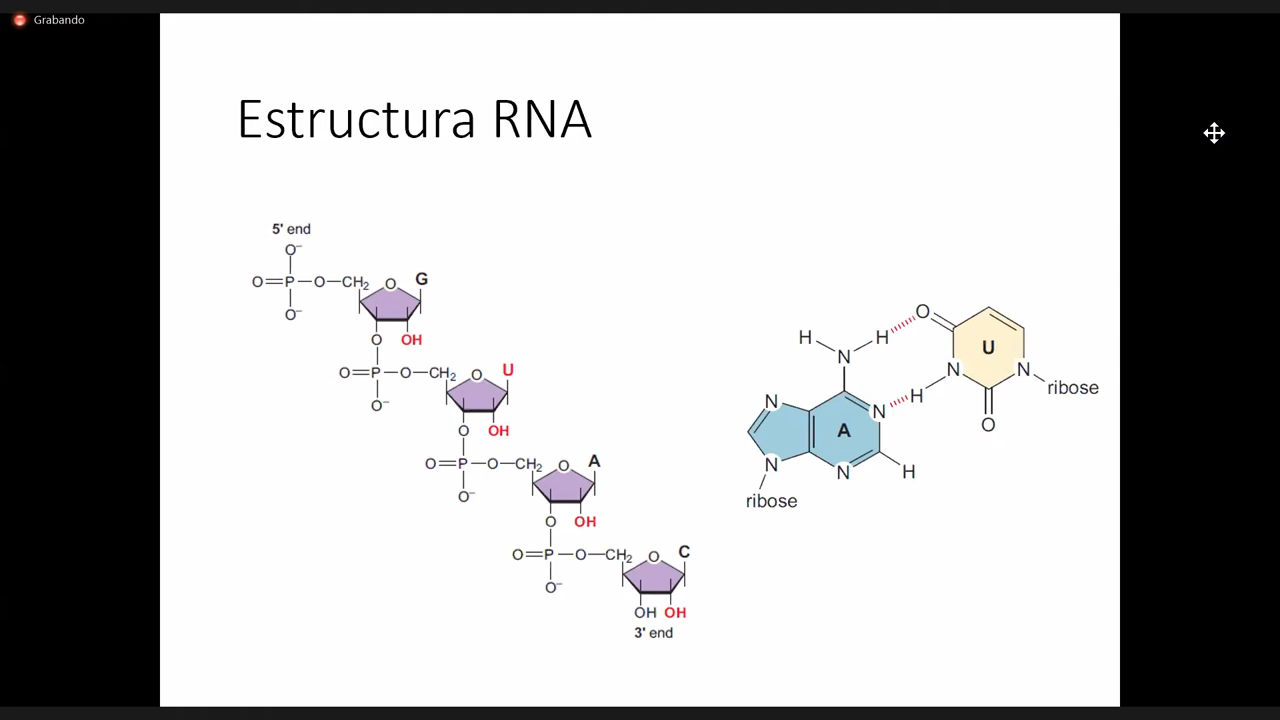 Grabando
Estructura RNA
5' end
O⁻
O=P—O—CH₂ O G
O⁻
O OH
O=P—O—CH₂ O U
O⁻
O OH
O=P—O—CH₂ O A
O⁻
O OH
O=P—O—CH₂ O C
O⁻
OH OH
3' end
H H O
N
U
N H N
ribose
O
N N
A
N N H
ribose